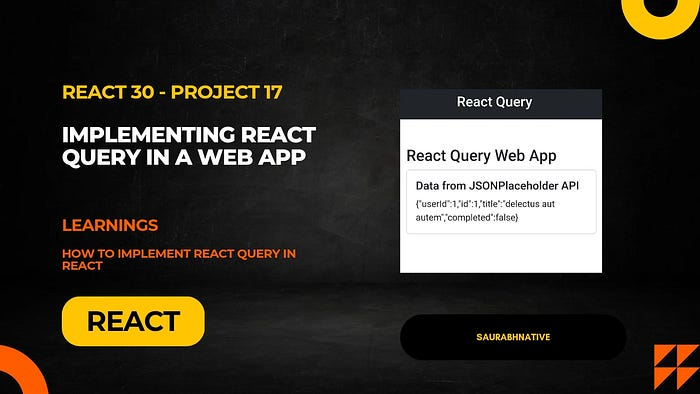 REACT 30 - PROJECT 17
IMPLEMENTING REACT
QUERY IN A WEB APP
LEARNINGS
HOW TO IMPLEMENT REACT QUERY IN
REACT
REACT
React Query
React Query Web App
Data from JSONPlaceholder API
{"userId":1,"id":1,"title":"delectus aut
autem","completed":false}
SAURABHNATIVE